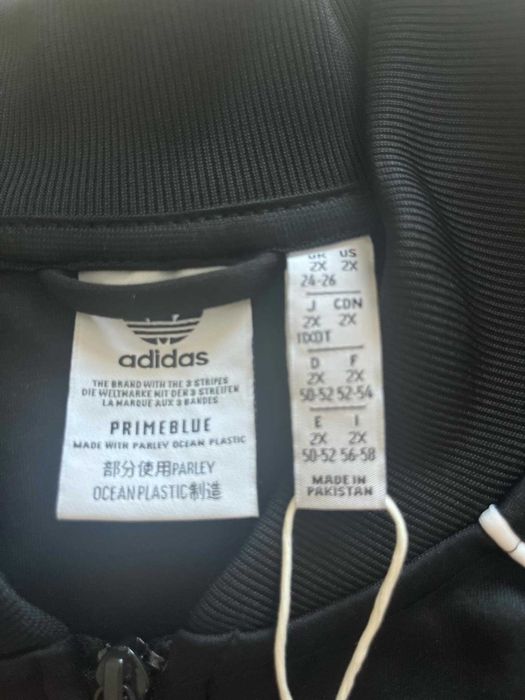 adidas
THE BRAND WITH THE 3 STRIPES
DIE WELTMARKE MIT DEN 3 STREIFEN
LA MARQUE AUX 3 BANDES
PRIMEBLUE
MADE WITH PARLEY OCEAN PLASTIC
部分使用PARLEY
OCEAN PLASTIC制造
UK US
2X 2X
24-26
J CDN
2X 2X
D F
2X 2X
50-52 52-54
E I
2X 2X
50-52 56-58
MADE IN
PAKISTAN